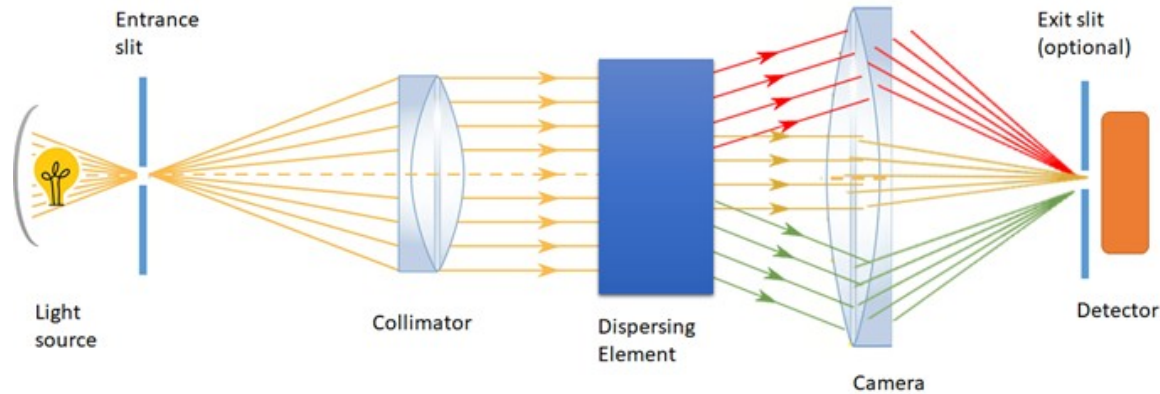 Entrance
slit
Exit slit
(optional)
Light
source
Collimator
Dispersing
Element
Camera
Detector